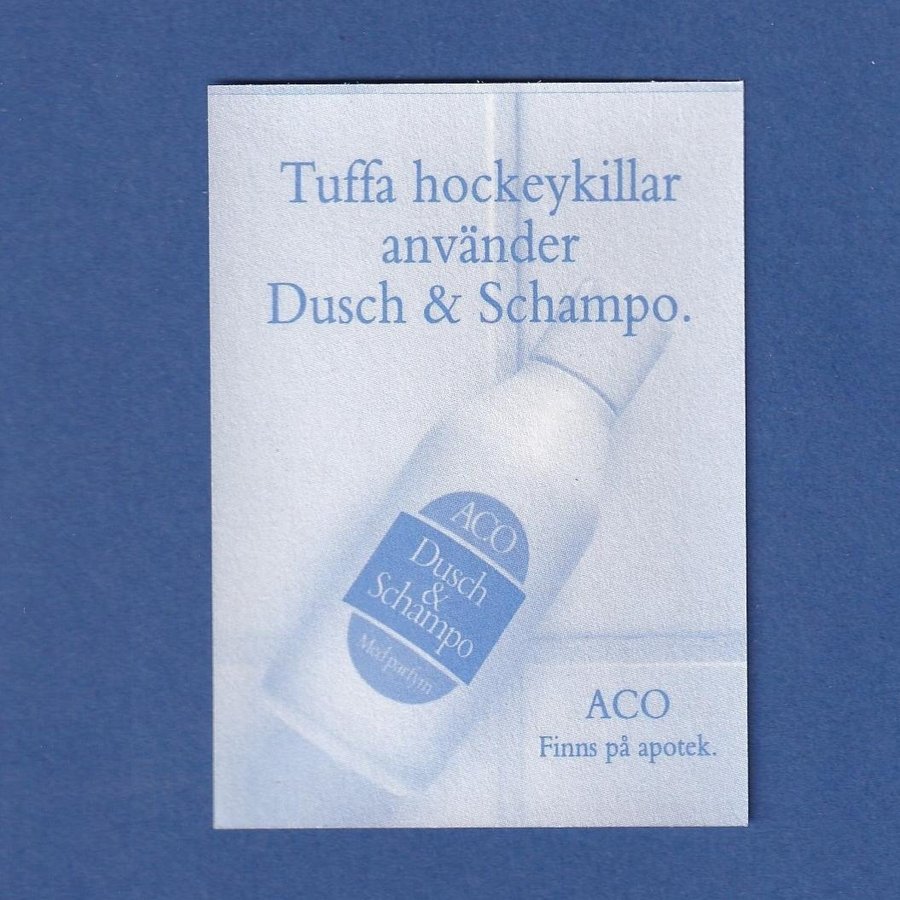 Tuffa hockeykillar
använder
Dusch & Schampo.
ACO
Dusch
&
Schampo
Med parfym
ACO
Finns på apotek.